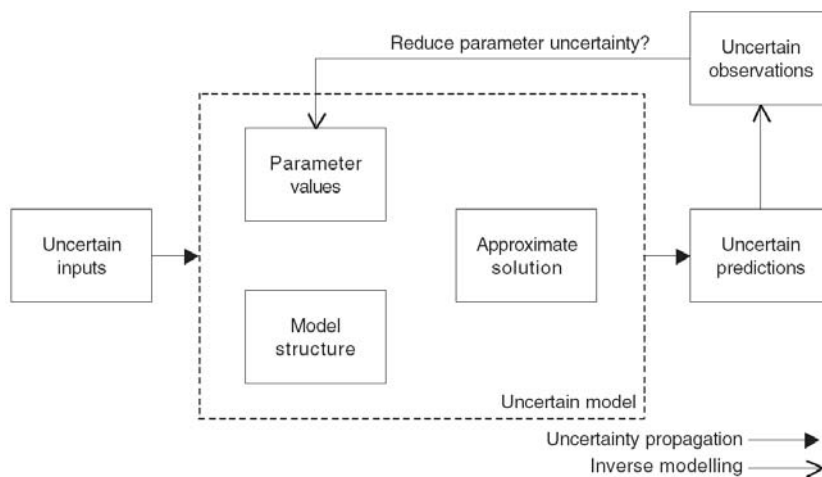 Reduce parameter uncertainty?
Uncertain
observations
Parameter
values
Uncertain
inputs
Approximate
solution
Uncertain
predictions
Model
structure
Uncertain model
Uncertainty propagation
Inverse modelling